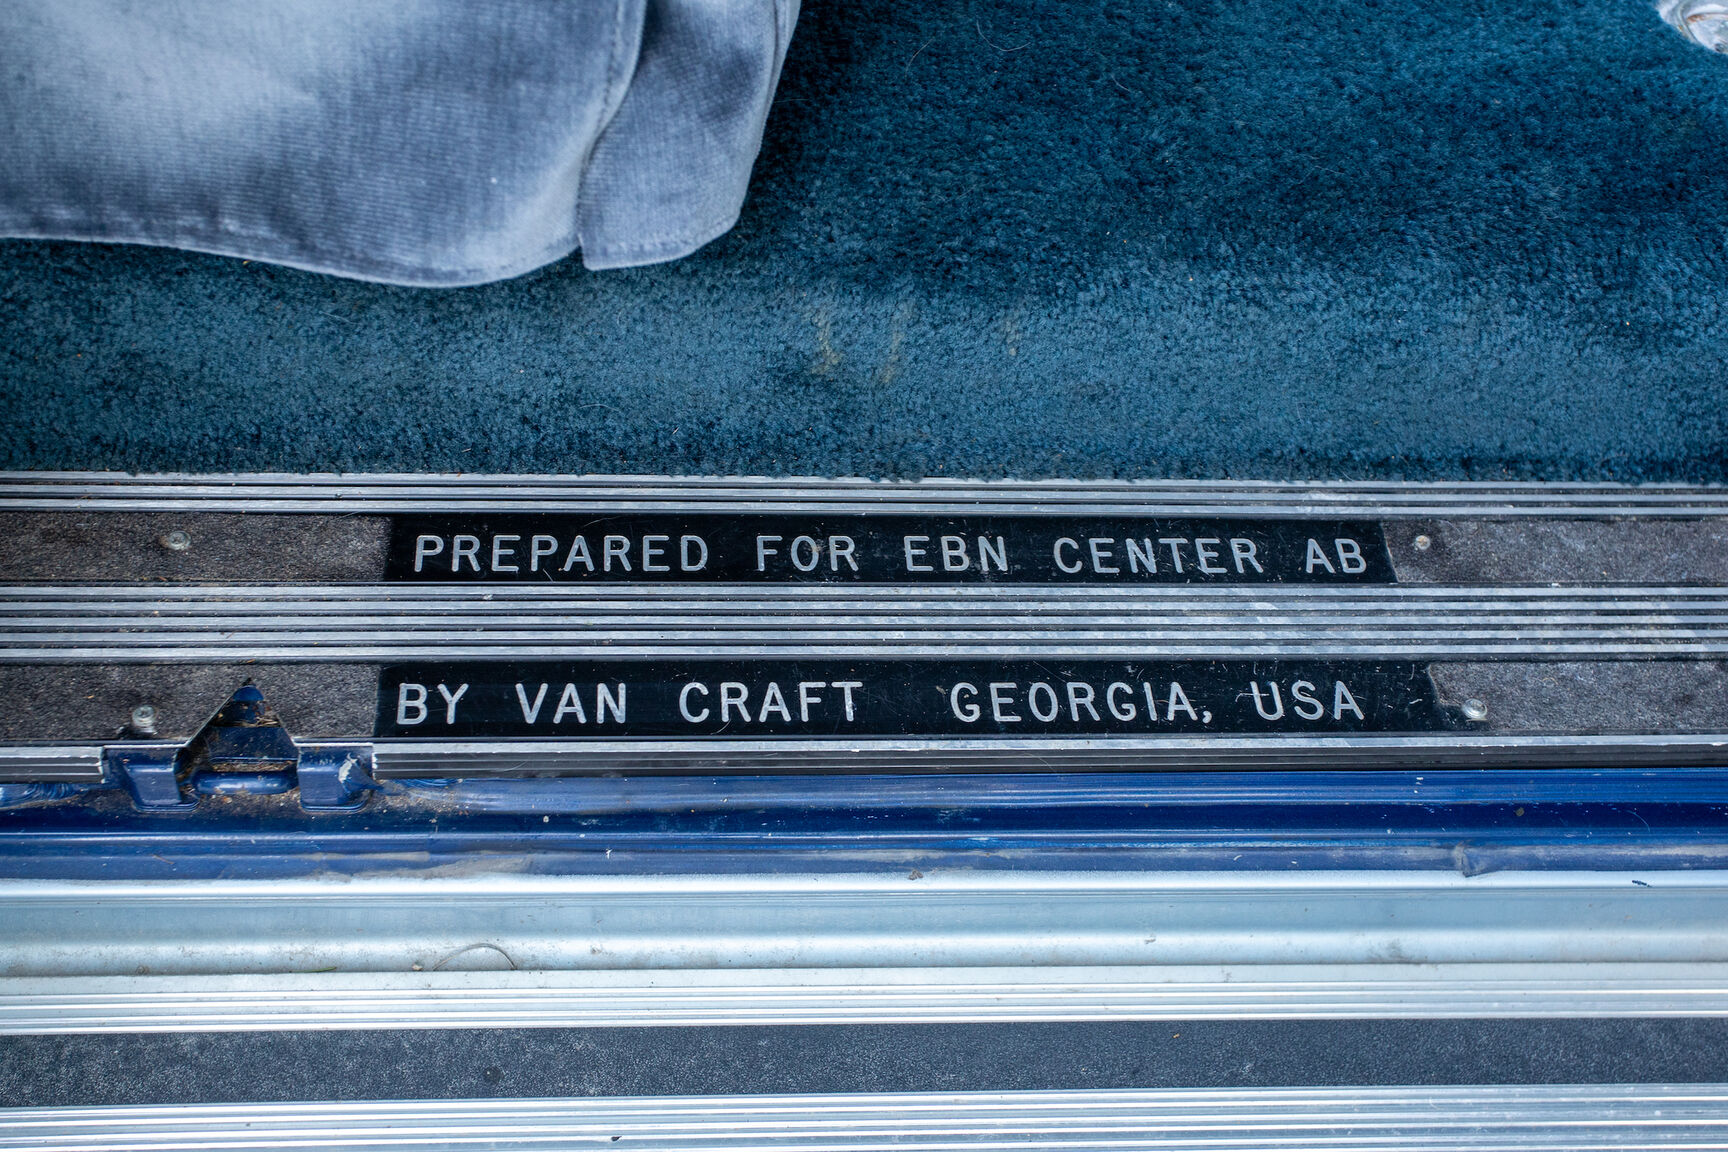 PREPARED FOR EBN CENTER AB
BY VAN CRAFT GEORGIA, USA